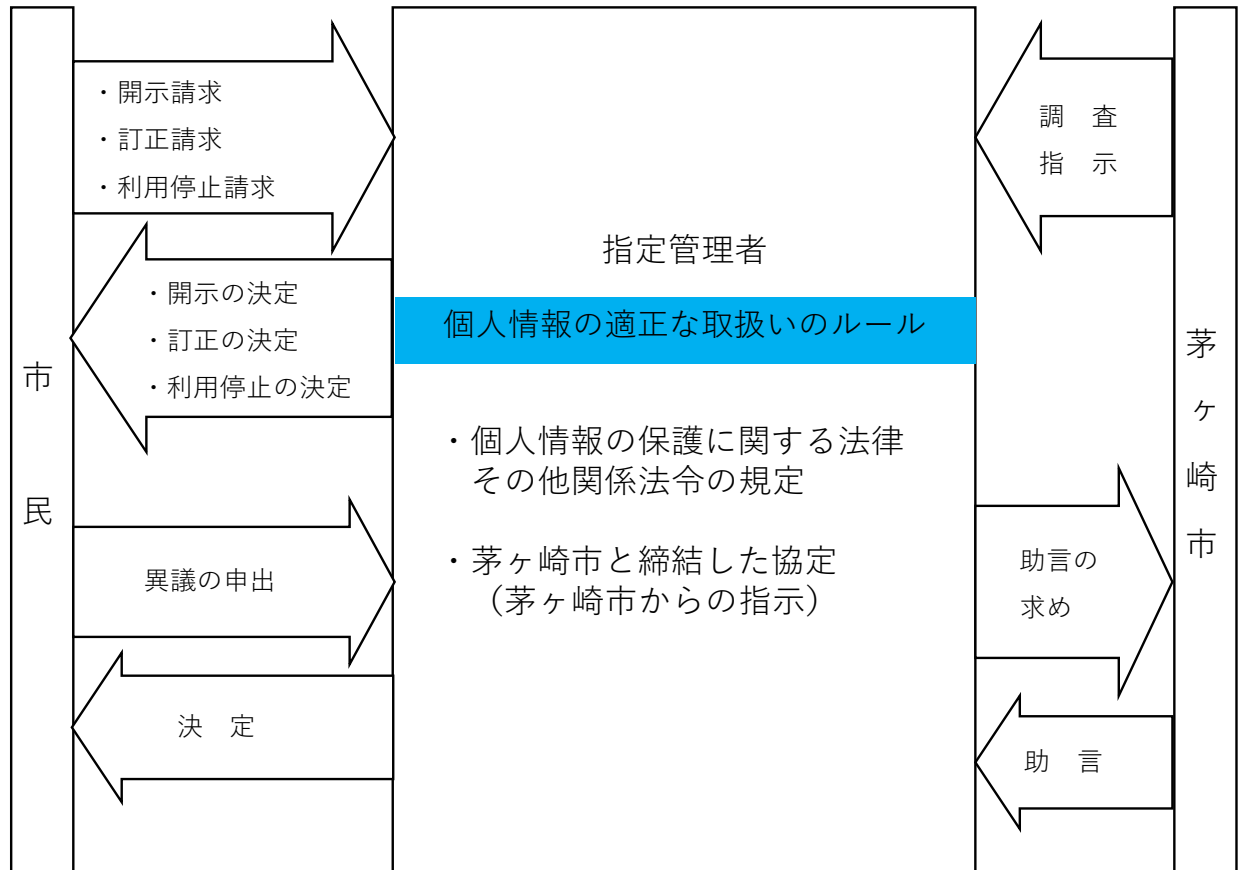 市民
・開示請求
・訂正請求
・利用停止請求
・開示の決定
・訂正の決定
・利用停止の決定
異議の申出
決　定
指定管理者
個人情報の適正な取扱いのルール
・個人情報の保護に関する法律
その他関係法令の規定
・茅ヶ崎市と締結した協定
（茅ヶ崎市からの指示）
調　査
指　示
助言の
求め
助　言
茅ヶ崎市